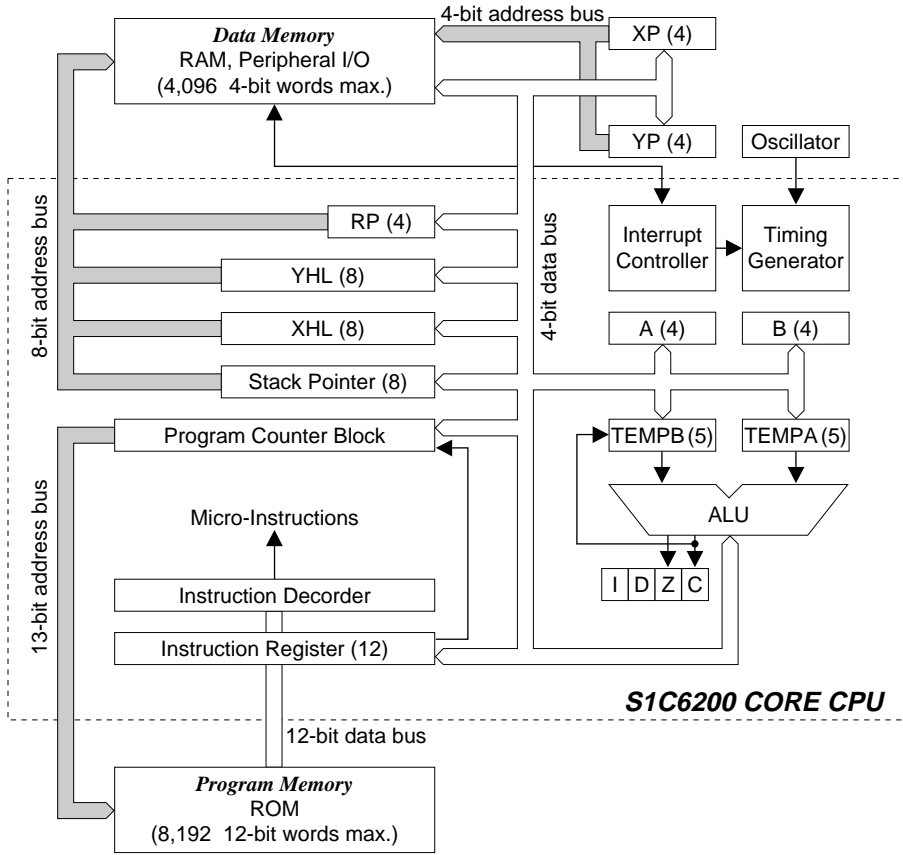 4-bit address bus
Data Memory
RAM, Peripheral I/O
(4,096 4-bit words max.)
XP (4)
YP (4)
Oscillator
8-bit address bus
RP (4)
YHL (8)
XHL (8)
Stack Pointer (8)
4-bit data bus
Interrupt
Controller
Timing
Generator
A (4)
B (4)
Program Counter Block
TEMPB (5)
TEMPA (5)
13-bit address bus
Micro-Instructions
ALU
Instruction Decorder
I D Z C
Instruction Register (12)
S1C6200 CORE CPU
12-bit data bus
Program Memory
ROM
(8,192 12-bit words max.)